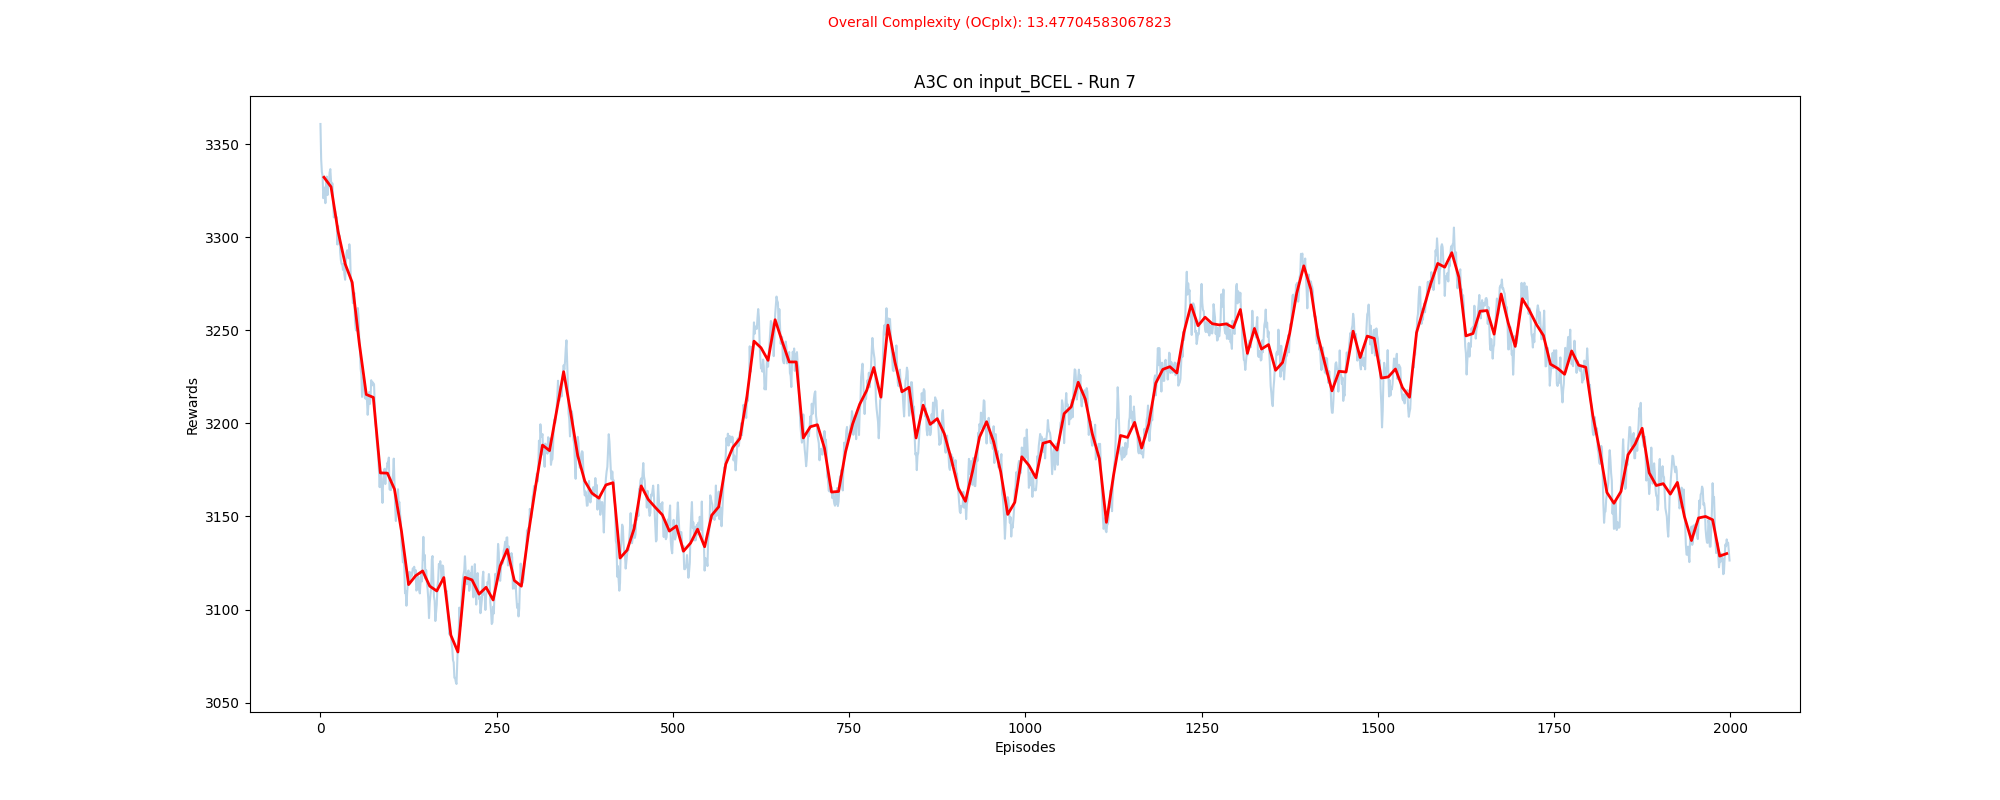 Overall Complexity (OCplx): 13.47704583067823
A3C on input_BCEL - Run 7
3350
3300
3250
3200
3150
3100
3050
Rewards
0 250 500 750 1000 1250 1500 1750 2000
Episodes